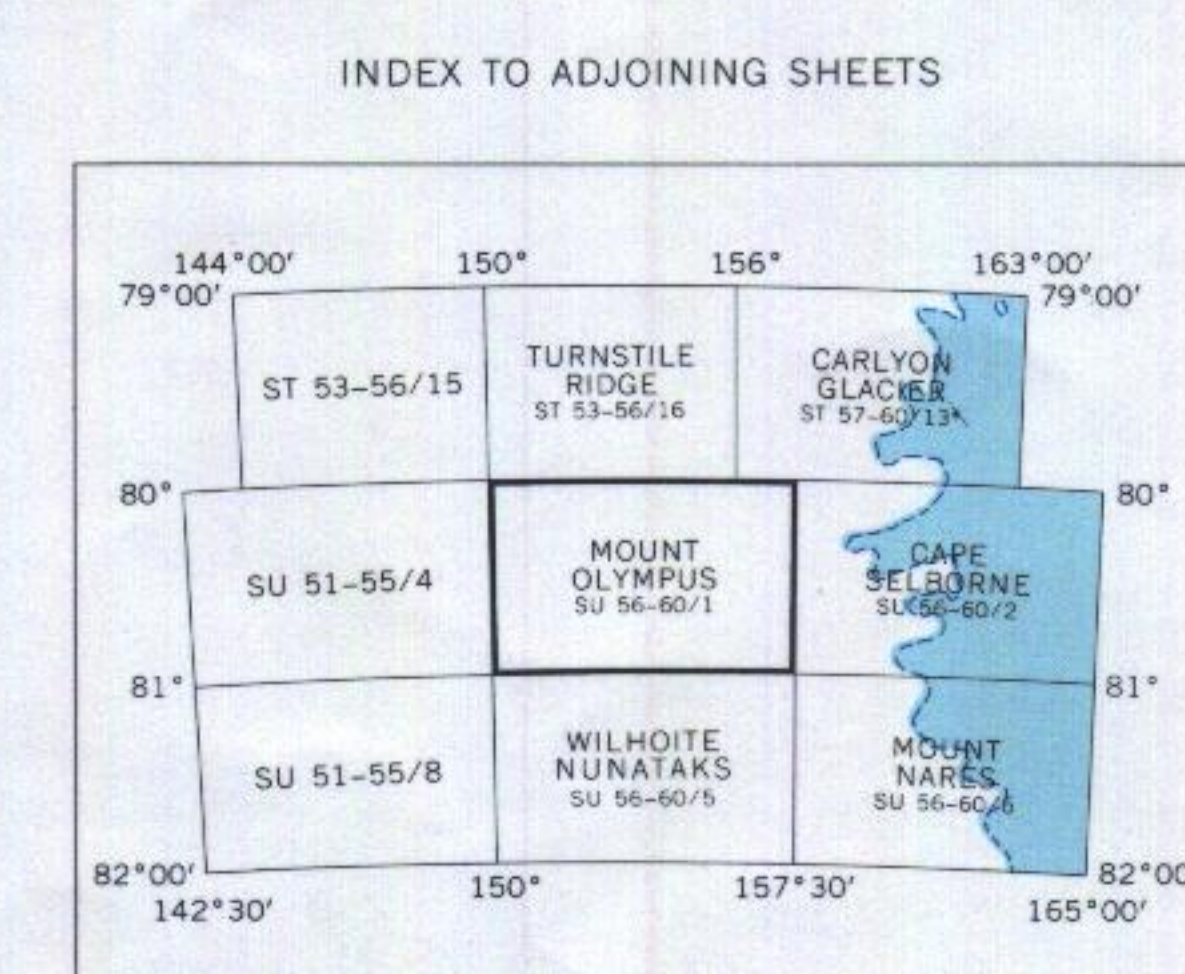 INDEX TO ADJOINING SHEETS
144°00′ 150° 156° 163°00′
79°00′ 79°00′
ST 53–56/15
TURNSTILE
RIDGE
ST 53–56/16
CARLYON
GLACIER
ST 57–60/13*
80° 80°
SU 51–55/4
MOUNT
OLYMPUS
SU 56–60/1
CAPE
SELBORNE
SU 56–60/2
81° 81°
SU 51–55/8
WILHOITE
NUNATAKS
SU 56–60/5
MOUNT
NARES
SU 56–60/6
82°00′ 82°00
150° 157°30′
142°30′ 165°00′